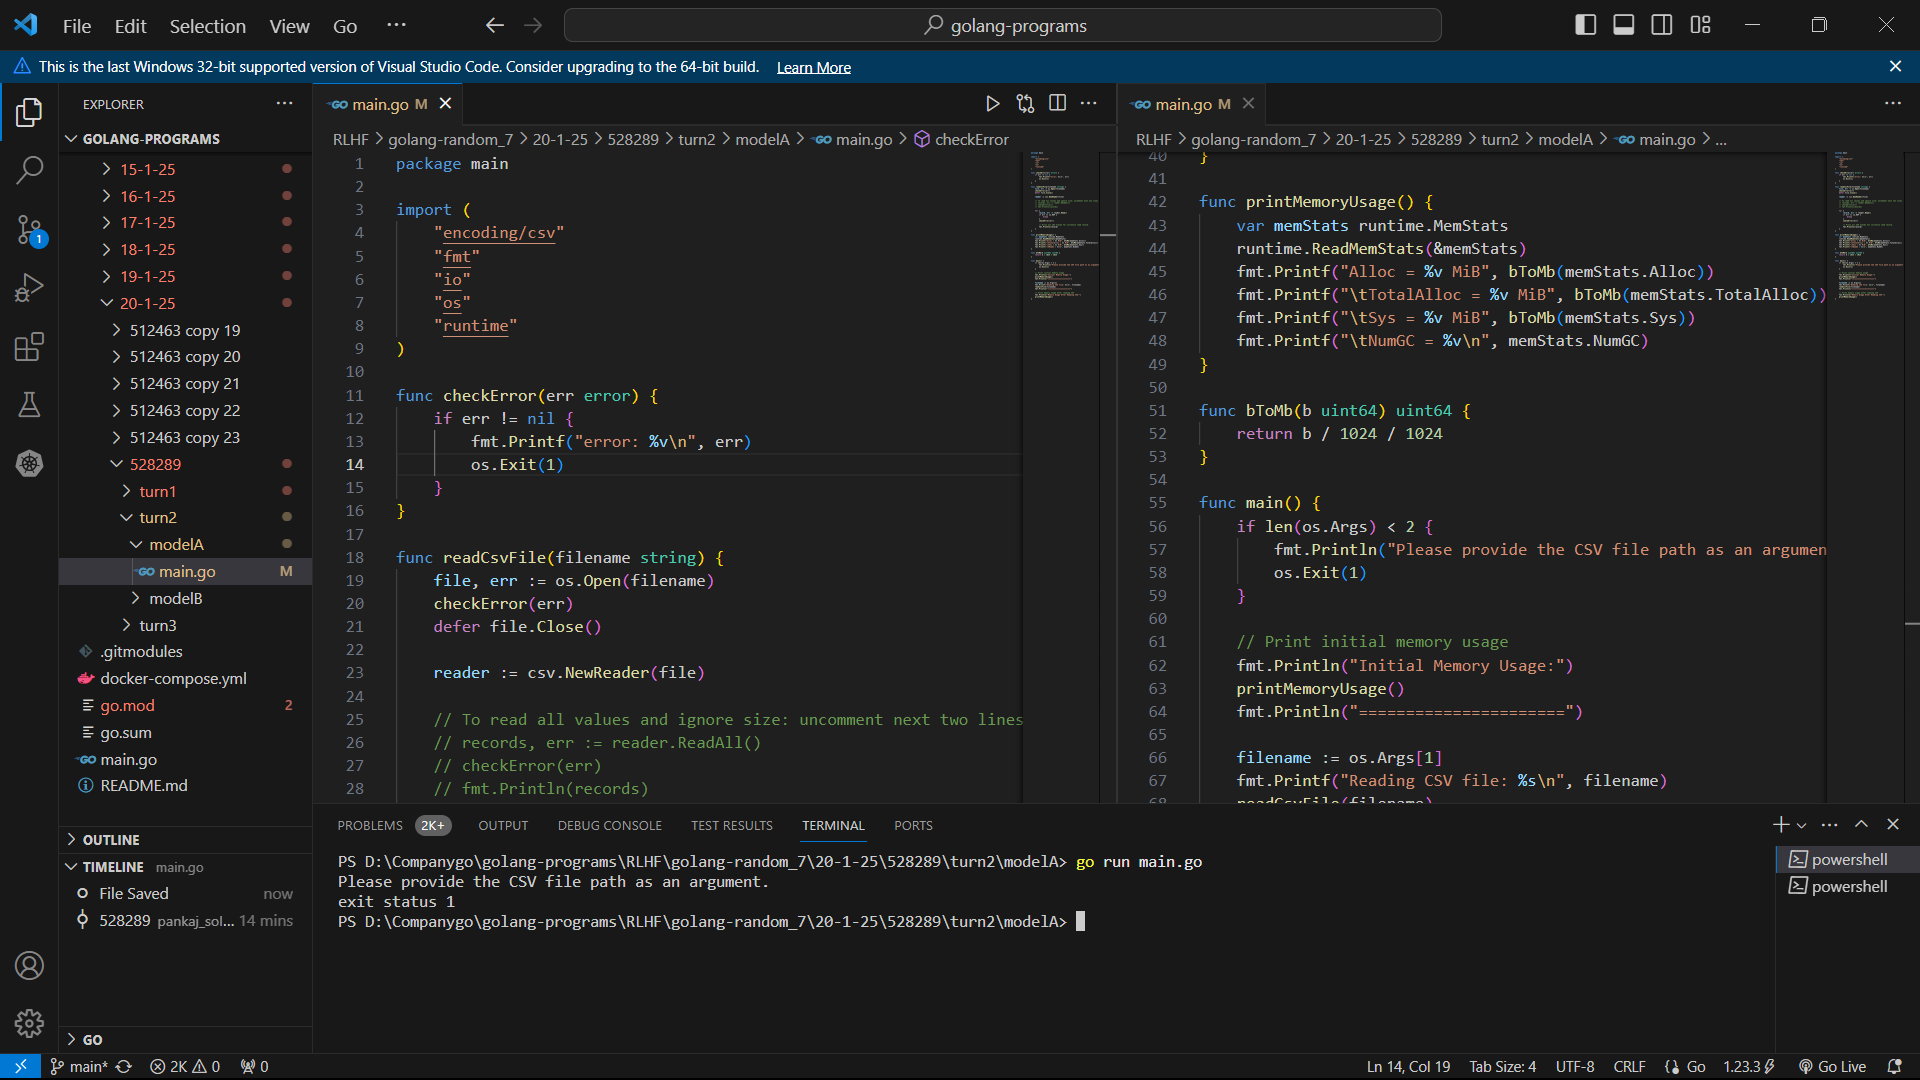 File Edit Selection View Go ···
golang-programs
This is the last Windows 32-bit supported version of Visual Studio Code. Consider upgrading to the 64-bit build. Learn More
EXPLORER
GOLANG-PROGRAMS
15-1-25
16-1-25
17-1-25
18-1-25
19-1-25
20-1-25
512463 copy 19
512463 copy 20
512463 copy 21
512463 copy 22
512463 copy 23
528289
turn1
turn2
modelA
main.go M
modelB
turn3
.gitmodules
docker-compose.yml
go.mod 2
go.sum
main.go
README.md
OUTLINE
TIMELINE main.go
File Saved now
528289 pankaj_sol... 14 mins
GO
main.go M
RLHF > golang-random_7 > 20-1-25 > 528289 > turn2 > modelA > main.go > checkError
1 package main
2
3 import (
4 "encoding/csv"
5 "fmt"
6 "io"
7 "os"
8 "runtime"
9 )
10
11 func checkError(err error) {
12 if err != nil {
13 fmt.Printf("error: %v\n", err)
14 os.Exit(1)
15 }
16 }
17
18 func readCsvFile(filename string) {
19 file, err := os.Open(filename)
20 checkError(err)
21 defer file.Close()
22
23 reader := csv.NewReader(file)
24
25 // To read all values and ignore size: uncomment next two lines
26 // records, err := reader.ReadAll()
27 // checkError(err)
28 // fmt.Println(records)
main.go M
RLHF > golang-random_7 > 20-1-25 > 528289 > turn2 > modelA > main.go > ...
40 }
41
42 func printMemoryUsage() {
43 var memStats runtime.MemStats
44 runtime.ReadMemStats(&memStats)
45 fmt.Printf("Alloc = %v MiB", bToMb(memStats.Alloc))
46 fmt.Printf("\tTotalAlloc = %v MiB", bToMb(memStats.TotalAlloc))
47 fmt.Printf("\tSys = %v MiB", bToMb(memStats.Sys))
48 fmt.Printf("\tNumGC = %v\n", memStats.NumGC)
49 }
50
51 func bToMb(b uint64) uint64 {
52 return b / 1024 / 1024
53 }
54
55 func main() {
56 if len(os.Args) < 2 {
57 fmt.Println("Please provide the CSV file path as an argumen
58 os.Exit(1)
59 }
60
61 // Print initial memory usage
62 fmt.Println("Initial Memory Usage:")
63 printMemoryUsage()
64 fmt.Println("======================")
65
66 filename := os.Args[1]
67 fmt.Printf("Reading CSV file: %s\n", filename)
68 readCsvFile(filename)
PROBLEMS 2K+ OUTPUT DEBUG CONSOLE TEST RESULTS TERMINAL PORTS
PS D:\Companygo\golang-programs\RLHF\golang-random_7\20-1-25\528289\turn2\modelA> go run main.go
Please provide the CSV file path as an argument.
exit status 1
PS D:\Companygo\golang-programs\RLHF\golang-random_7\20-1-25\528289\turn2\modelA>
powershell
powershell
main* 2K 0 0 Ln 14, Col 19 Tab Size: 4 UTF-8 CRLF Go 1.23.3 Go Live